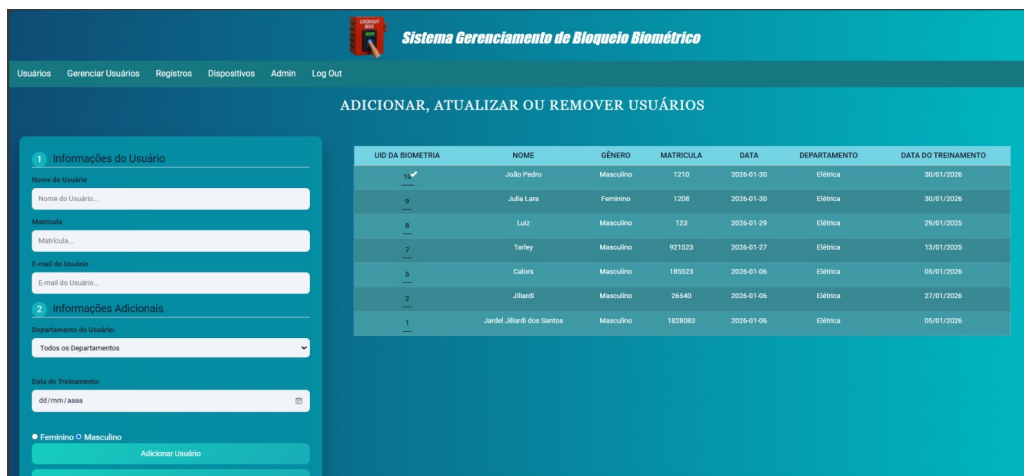 LOCKOUT
BOX
Sistema Gerenciamento de Bloqueio Biométrico
Usuários Gerenciar Usuários Registros Dispositivos Admin Log Out
ADICIONAR, ATUALIZAR OU REMOVER USUÁRIOS
1 Informações do Usuário
Nome do Usuário
Nome do Usuário...
Matrícula
Matrícula...
E-mail do Usuário
E-mail do Usuário...
2 Informações Adicionais
Departamento do Usuário:
Todos os Departamentos
Data do Treinamento:
dd/mm/aaaa
Feminino Masculino
Adicionar Usuário
UID DA BIOMETRIA NOME GÊNERO MATRICULA DATA DEPARTAMENTO DATA DO TREINAMENTO
10 João Pedro Masculino 1210 2026-01-30 Elétrica 30/01/2026
9 Julia Lara Feminino 1208 2026-01-30 Elétrica 30/01/2026
8 Luiz Masculino 123 2026-01-29 Elétrica 29/01/2025
7 Tarley Masculino 921523 2026-01-27 Elétrica 13/01/2025
5 Calors Masculino 185523 2026-01-06 Elétrica 05/01/2026
2 Jiliardi Masculino 26540 2026-01-06 Elétrica 27/01/2026
1 Jardel Jiliardi dos Santos Masculino 1828083 2026-01-06 Elétrica 05/01/2026